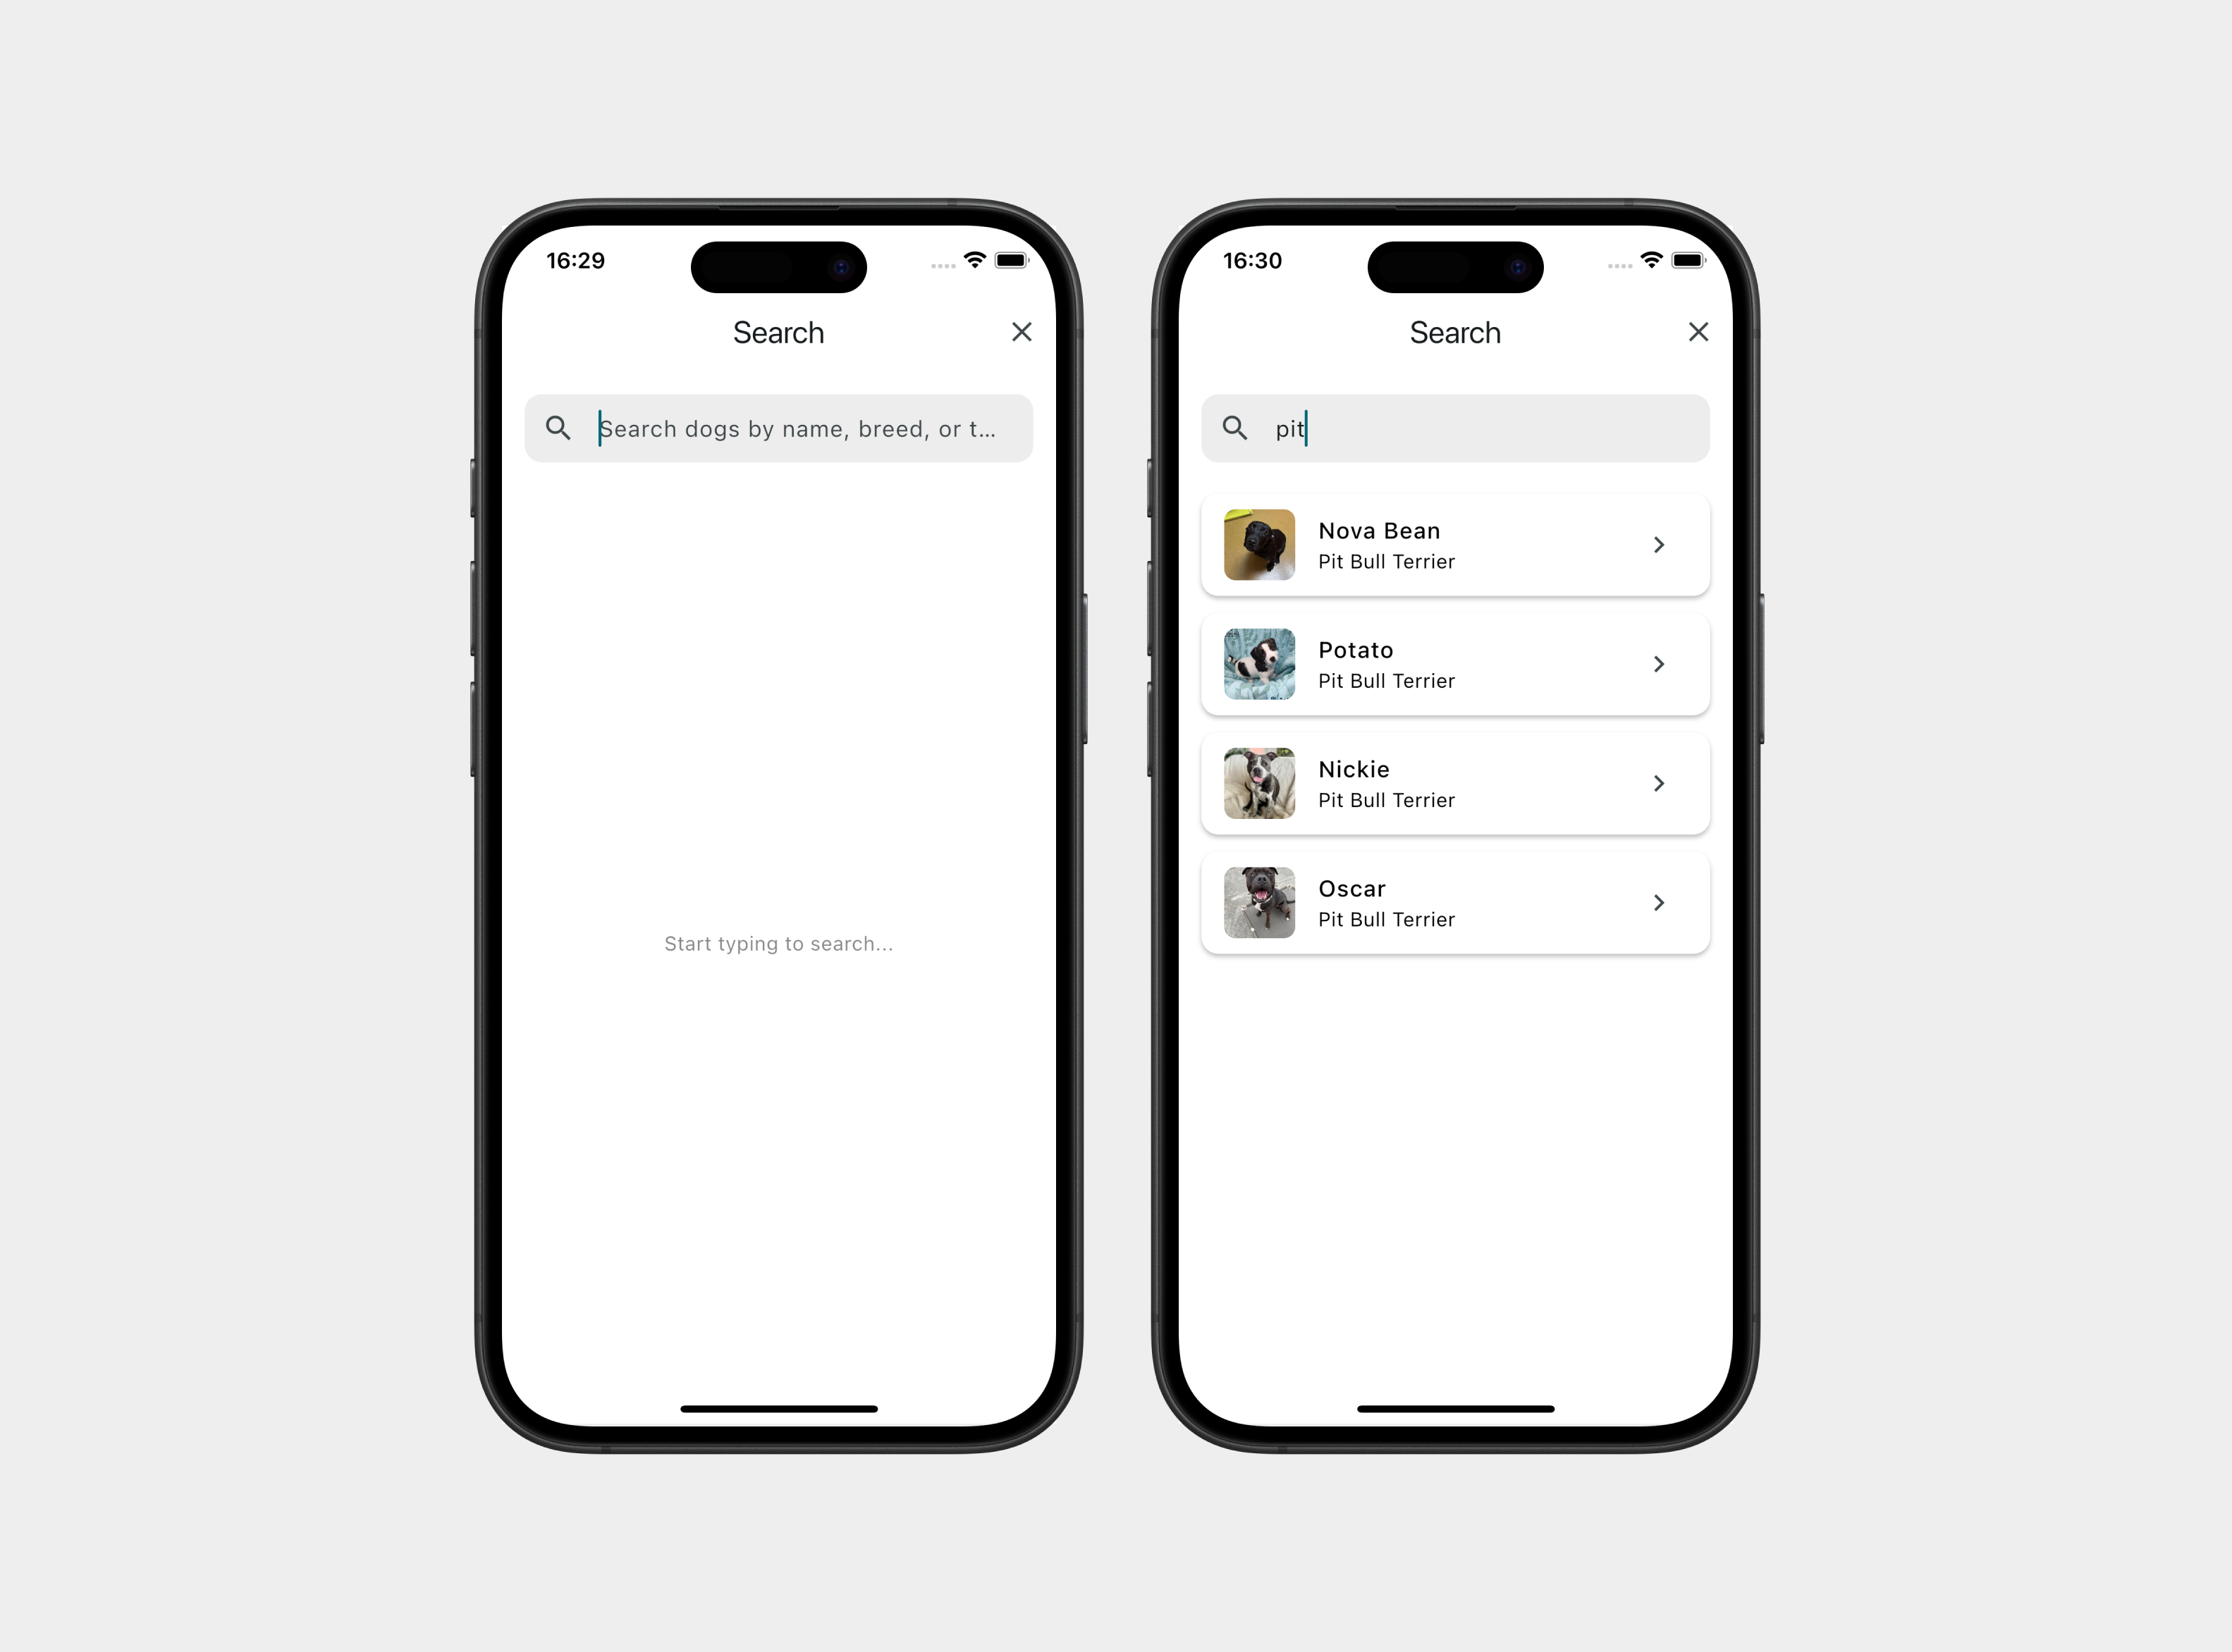 16:29
Search
Search dogs by name, breed, or t...
Start typing to search...
16:30
Search
pit
Nova Bean
Pit Bull Terrier
Potato
Pit Bull Terrier
Nickie
Pit Bull Terrier
Oscar
Pit Bull Terrier